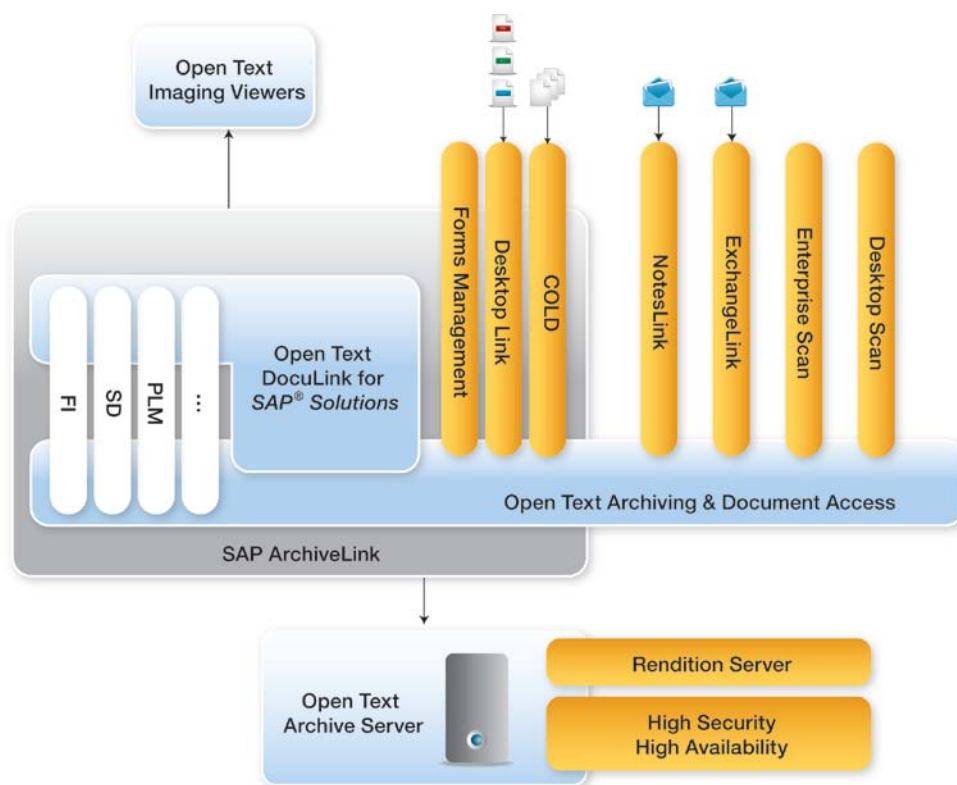 Open Text
Imaging Viewers
Forms Management
Desktop Link
COLD
NotesLink
ExchangeLink
Enterprise Scan
Desktop Scan
FI
SD
PLM
...
Open Text
DocuLink for
SAP® Solutions
Open Text Archiving & Document Access
SAP ArchiveLink
Open Text
Archive Server
Rendition Server
High Security
High Availability